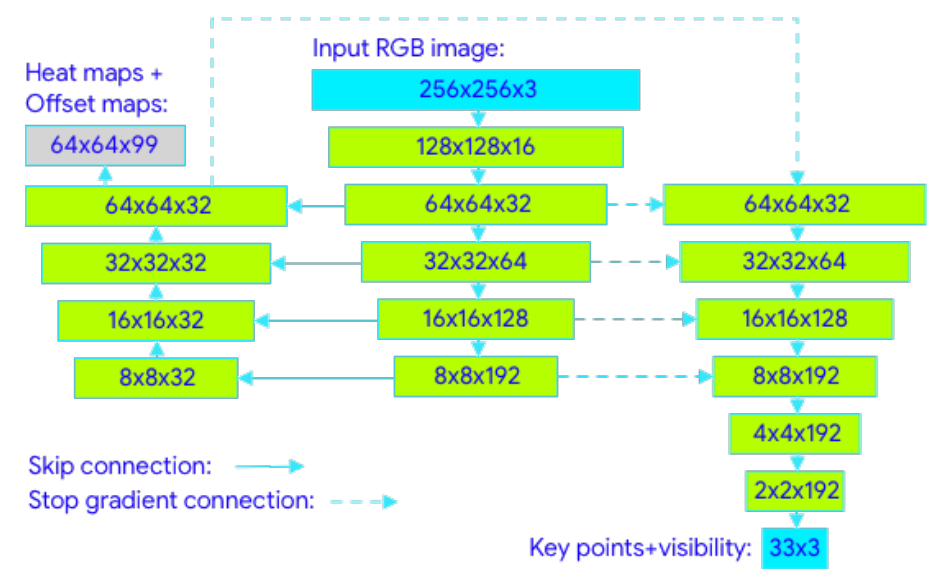 Input RGB image:
256x256x3
128x128x16
64x64x32
32x32x64
16x16x128
8x8x192
Heat maps +
Offset maps:
64x64x99
64x64x32
32x32x32
16x16x32
8x8x32
64x64x32
32x32x64
16x16x128
8x8x192
4x4x192
2x2x192
Key points+visibility: 33x3
Skip connection:
Stop gradient connection: